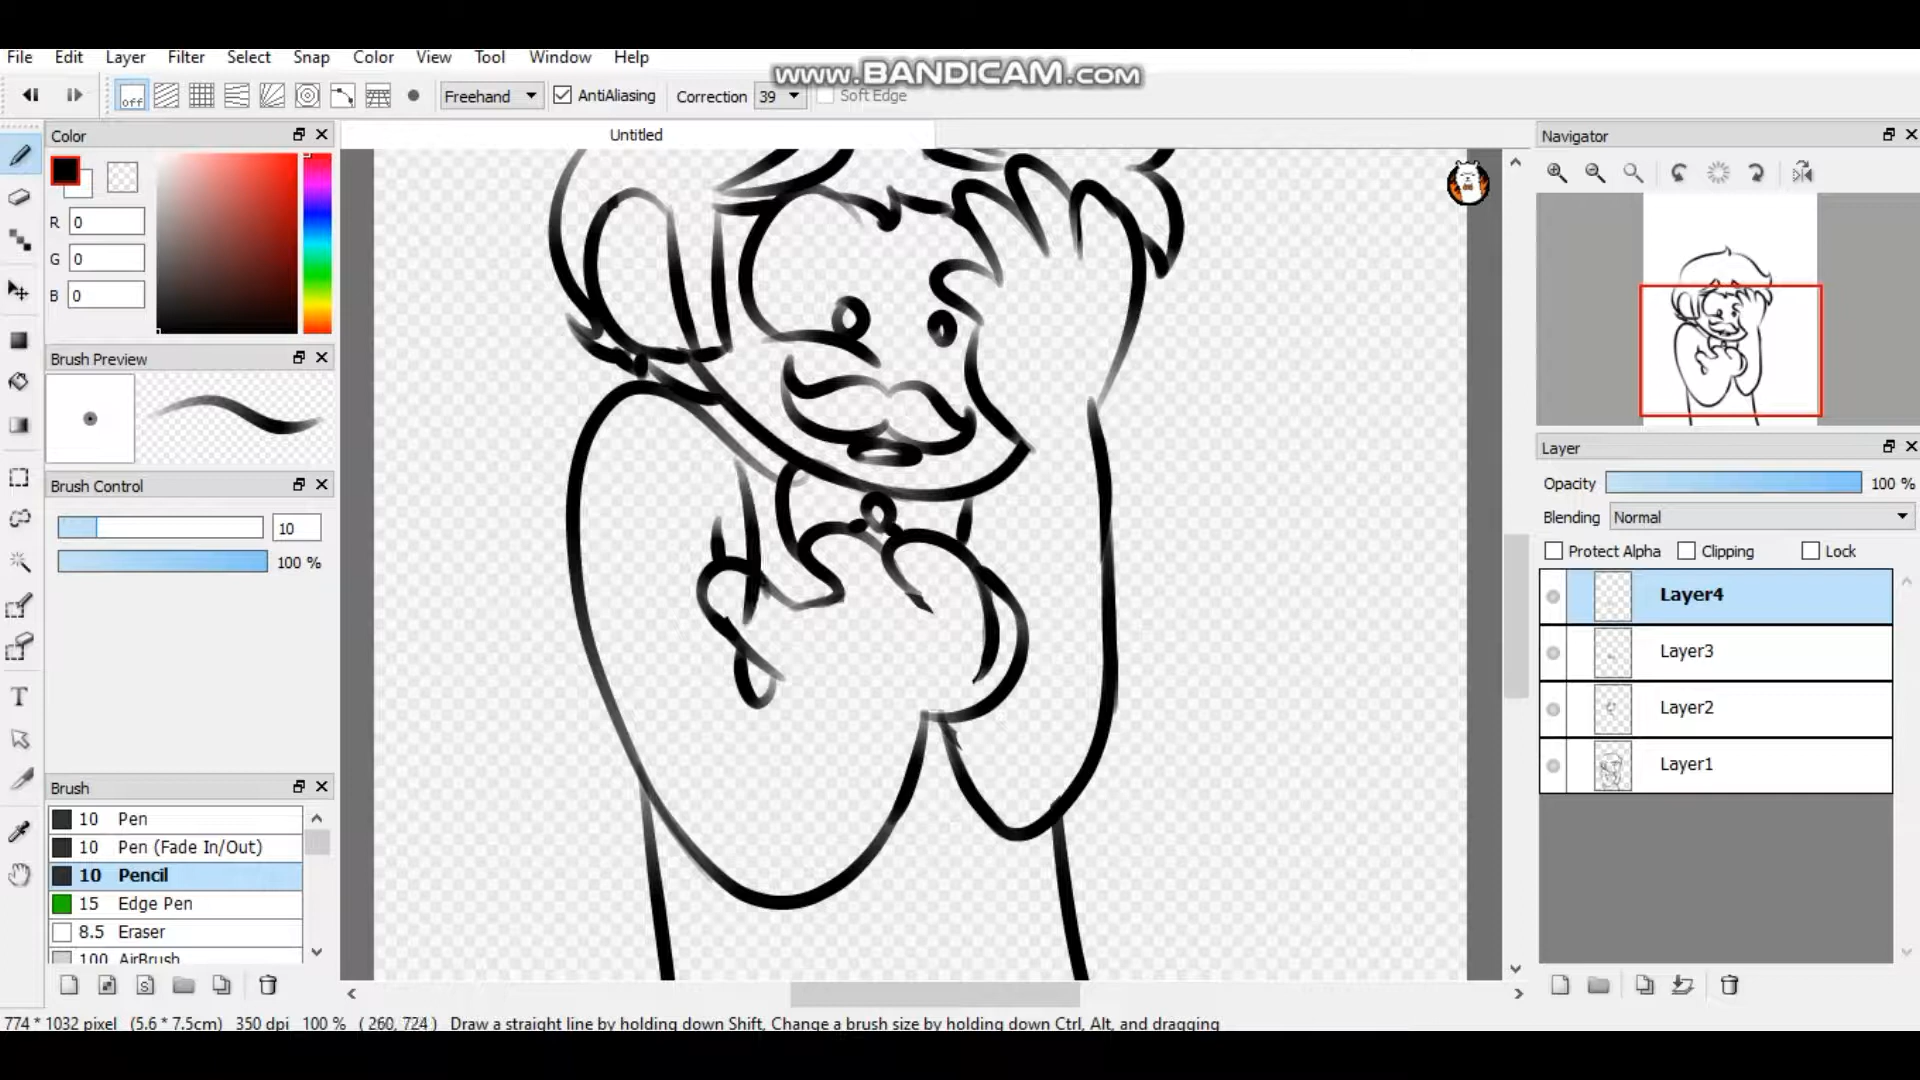 www.BANDICAM.com
File Edit Layer Filter Select Snap Color View Tool Window Help
off Freehand AntiAliasing Correction 39 Soft Edge
Color
Untitled
Navigator
R 0
G 0
B 0
Brush Preview
Brush Control
10
100 %
Layer
Opacity 100 %
Blending Normal
Protect Alpha Clipping Lock
Layer4
Layer3
Layer2
Layer1
Brush
10 Pen
10 Pen (Fade In/Out)
10 Pencil
15 Edge Pen
8.5 Eraser
100 AirBrush
T
774 * 1032 pixel (5.6 * 7.5cm) 350 dpi 100 % ( 260, 724 ) Draw a straight line by holding down Shift, Change a brush size by holding down Ctrl, Alt, and dragging